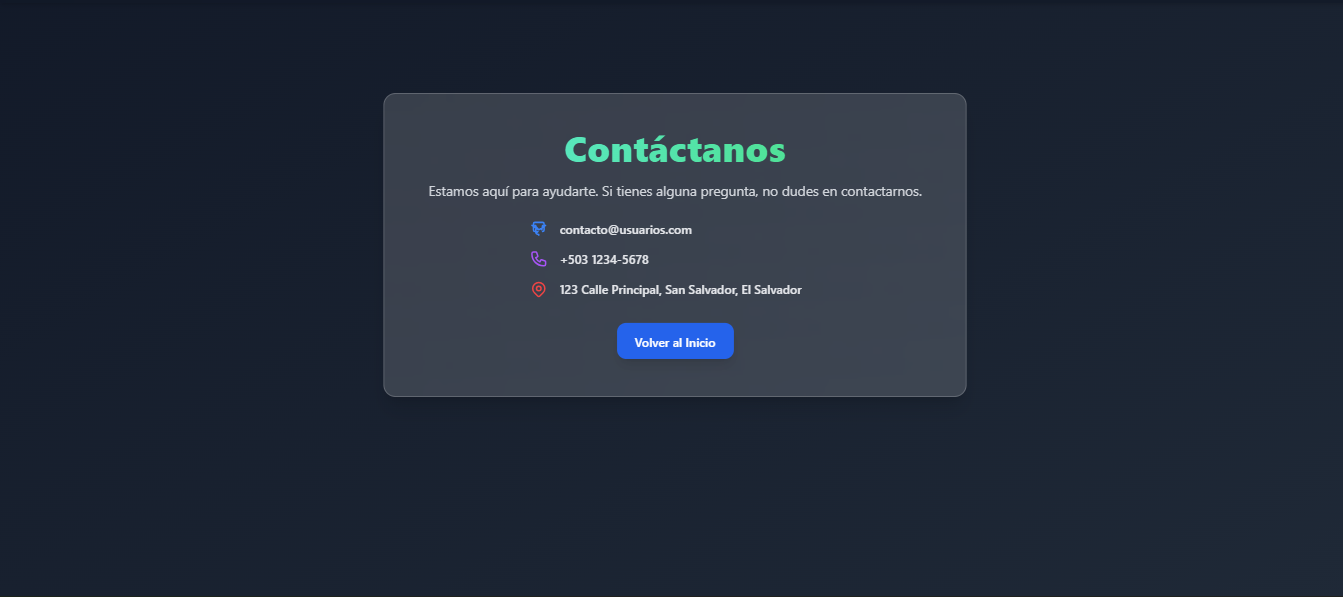 Contáctanos
Estamos aquí para ayudarte. Si tienes alguna pregunta, no dudes en contactarnos.
contacto@usuarios.com
+503 1234-5678
123 Calle Principal, San Salvador, El Salvador
Volver al Inicio